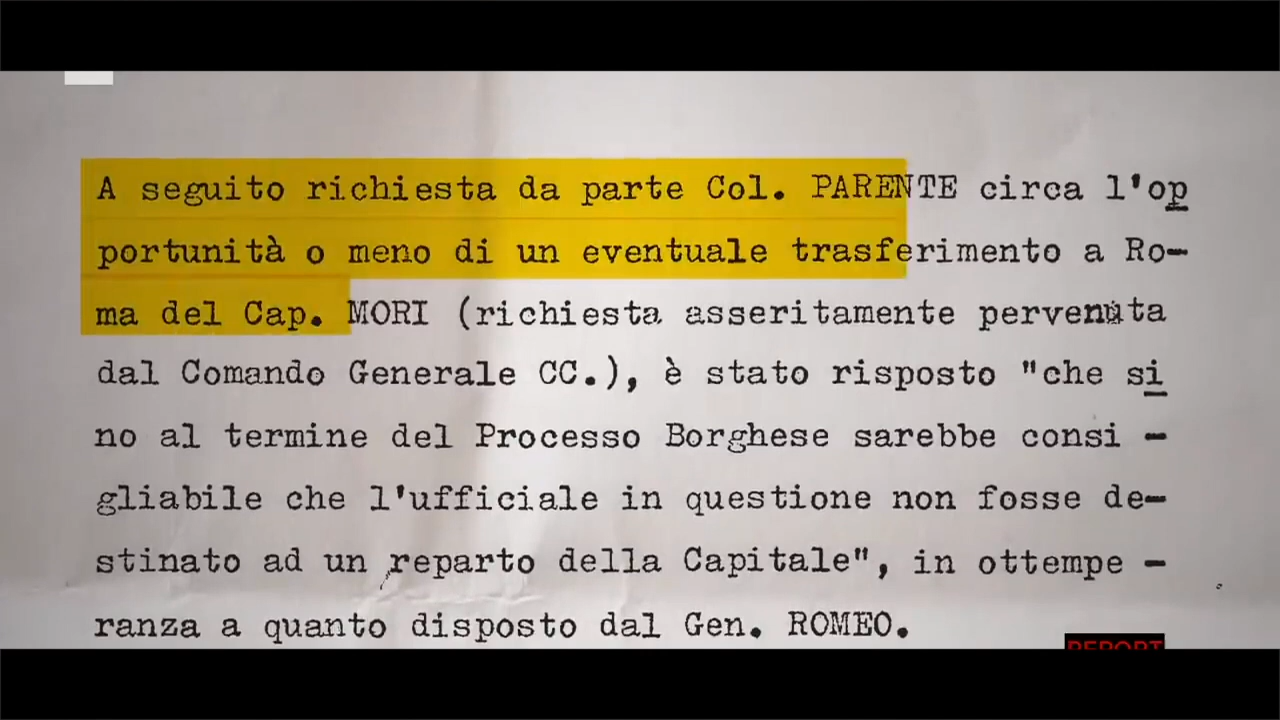 A seguito richiesta da parte Col. PARENTE circa l'op
portunità o meno di un eventuale trasferimento a Ro-
ma del Cap. MORI (richiesta asseritamente pervenuta
dal Comando Generale CC.), è stato risposto "che si
no al termine del Processo Borghese sarebbe consi -
gliabile che l'ufficiale in questione non fosse de-
stinato ad un reparto della Capitale", in ottempe -
ranza a quanto disposto dal Gen. ROMEO.
REPORT